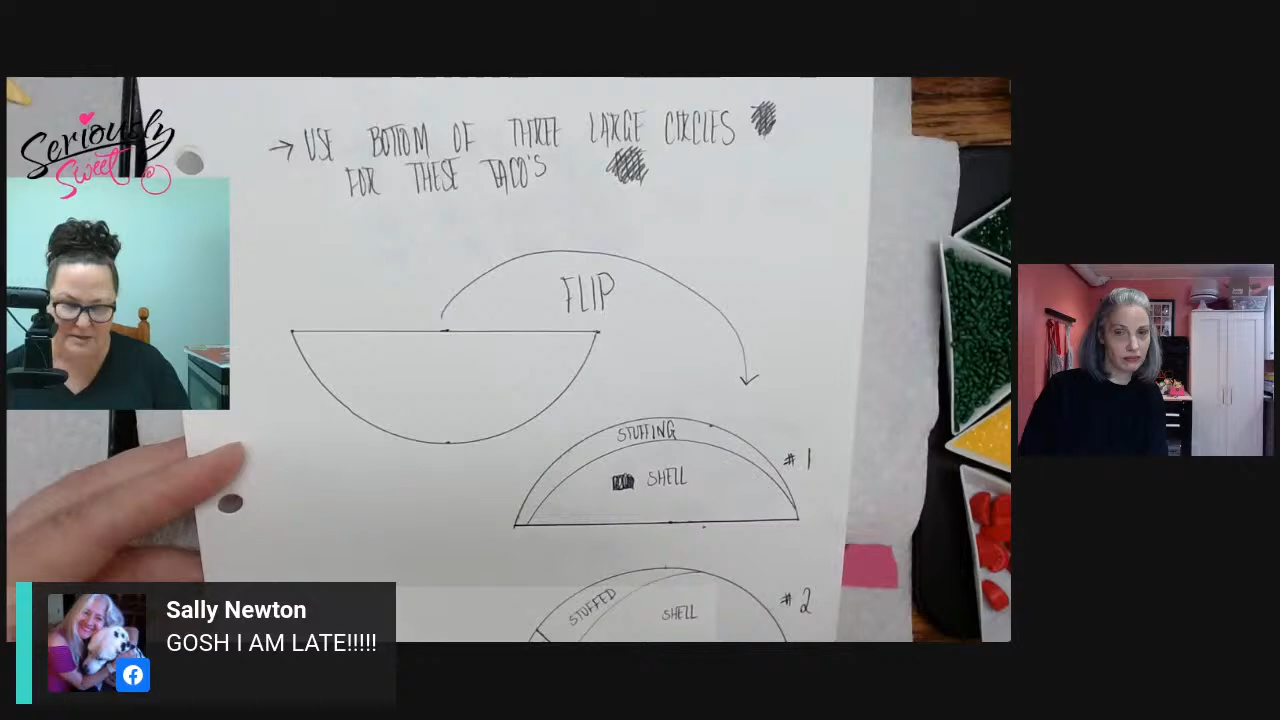 Seriously
Sweet
→ USE BOTTOM OF THREE LARGE CIRCLES
FOR THESE TACO'S
FLIP
STUFFING
SHELL
#1
STUFFED
SHELL
#2
Sally Newton
GOSH I AM LATE!!!!!